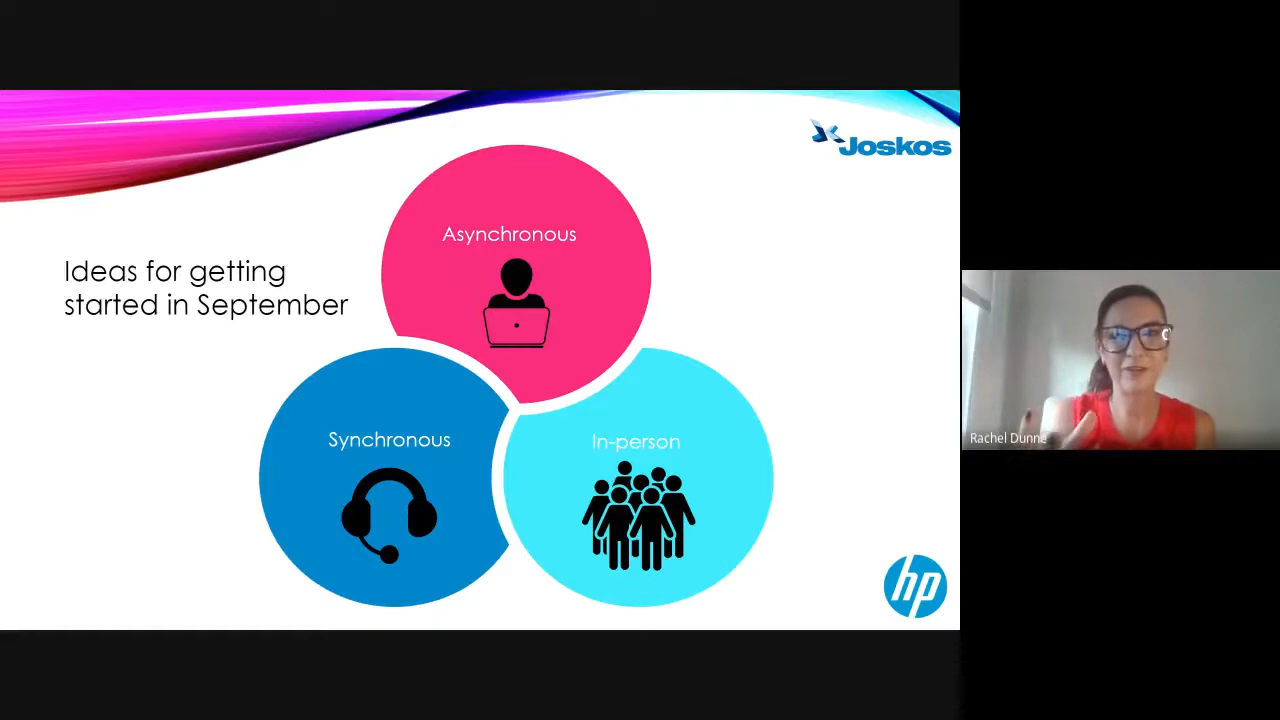 Joskos
Asynchronous
Ideas for getting
started in September
Synchronous
In-person
Rachel Dunne
hp